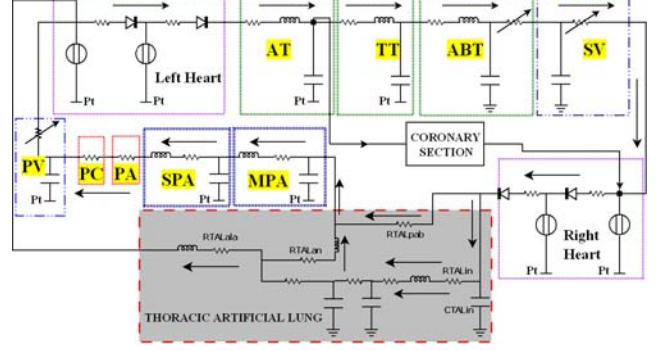 AT
TT
ABT
SV
Left Heart
Pt
Pt
Pt
Pt
CORONARY
SECTION
PV
PC
PA
SPA
MPA
Pt
Pt
Pt
RTALpab
Right
Heart
Pt
Pt
RTALala
RTALan
RTALin
CTALin
THORACIC ARTIFICIAL LUNG